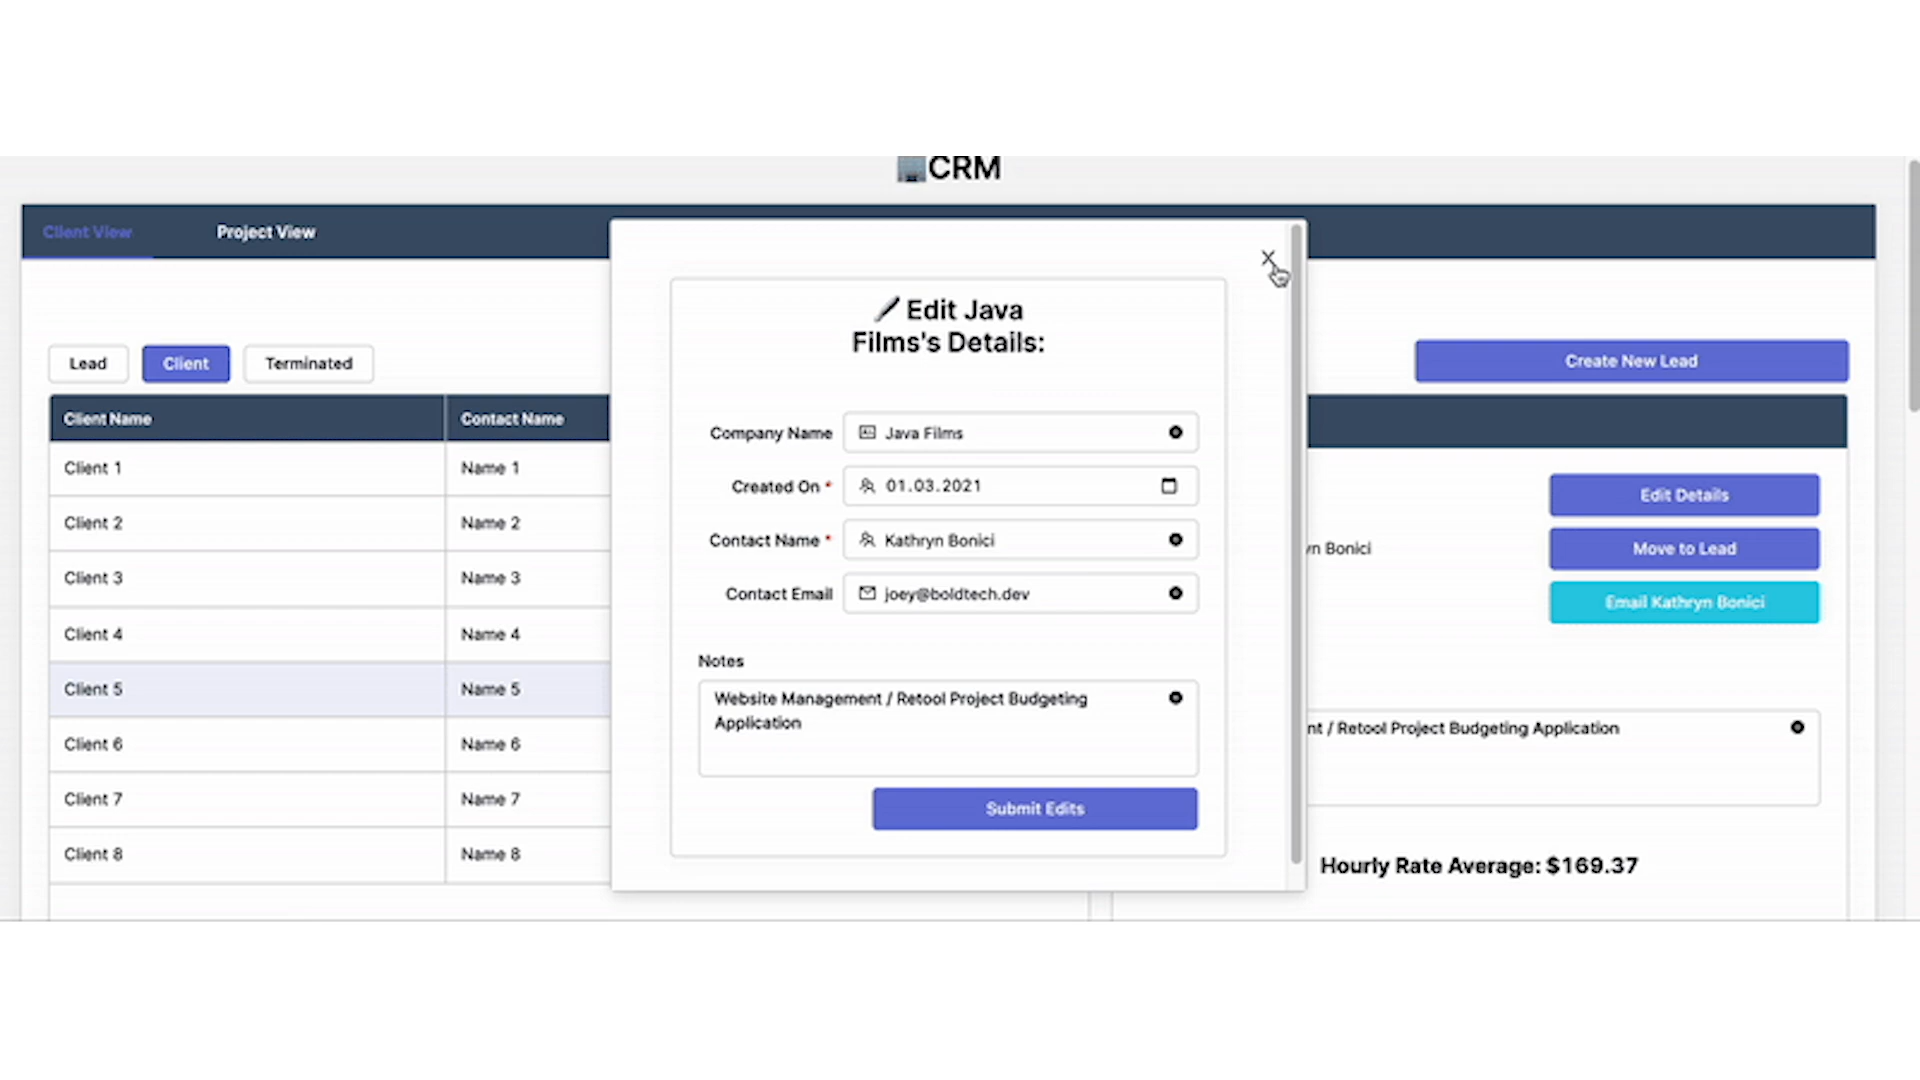 CRM
Client View
Project View
Lead
Client
Terminated
Create New Lead
Client Name
Contact Name
Client 1
Name 1
Client 2
Name 2
Client 3
Name 3
Client 4
Name 4
Client 5
Name 5
Client 6
Name 6
Client 7
Name 7
Client 8
Name 8
X
Edit Java
Films's Details:
Company Name
Java Films
Created On *
01.03.2021
Contact Name *
Kathryn Bonici
Contact Email
joey@boldtech.dev
Notes
Website Management / Retool Project Budgeting
Application
Submit Edits
Edit Details
Bonici
Move to Lead
Email Kathryn Bonici
/ Retool Project Budgeting Application
Hourly Rate Average: $169.37